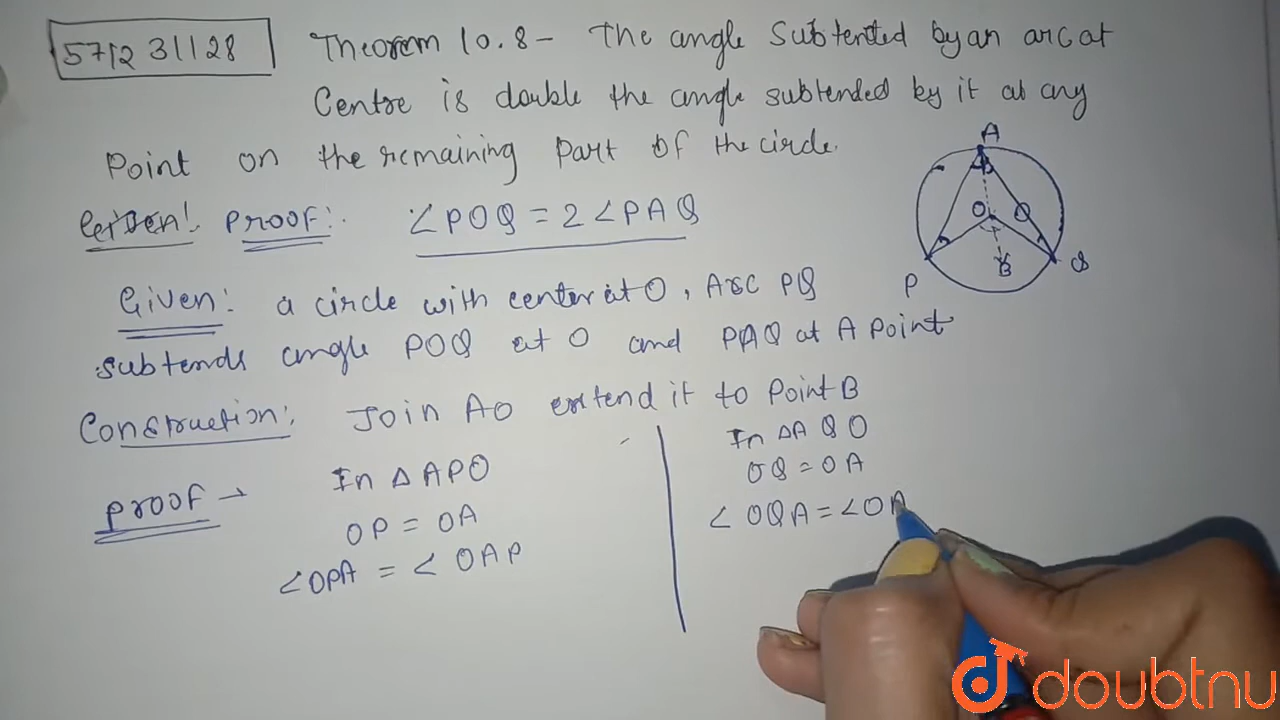 5712 31128
Theorem 10.8 - The angle Subtented by an arc at
Centre is double the angle subtended by it at any
Point on the remaining Part of the circle.
Proof: ∠POQ = 2 ∠PAQ
Given: a circle with center at O, Arc PQ
subtends angle POQ at O and PAQ at A point
Construction: Join AO extend it to Point B
Proof → In △ APO
OP = OA
∠OPA = ∠ OAP
In △A Q O
OQ = OA
∠ OQA = ∠OA
A
O
B
P
Q
doubtnut